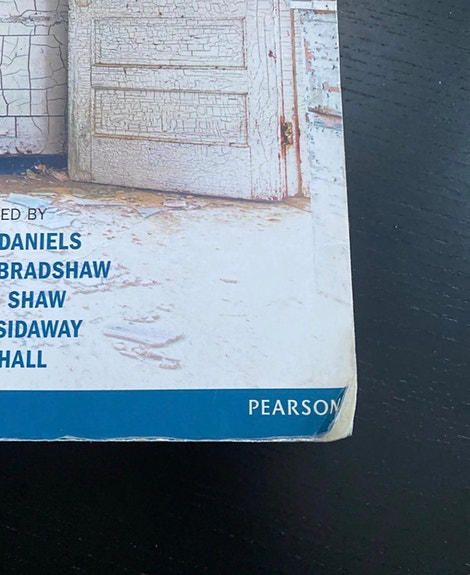 ED BY
DANIELS
BRADSHAW
SHAW
SIDAWAY
HALL
PEARSON